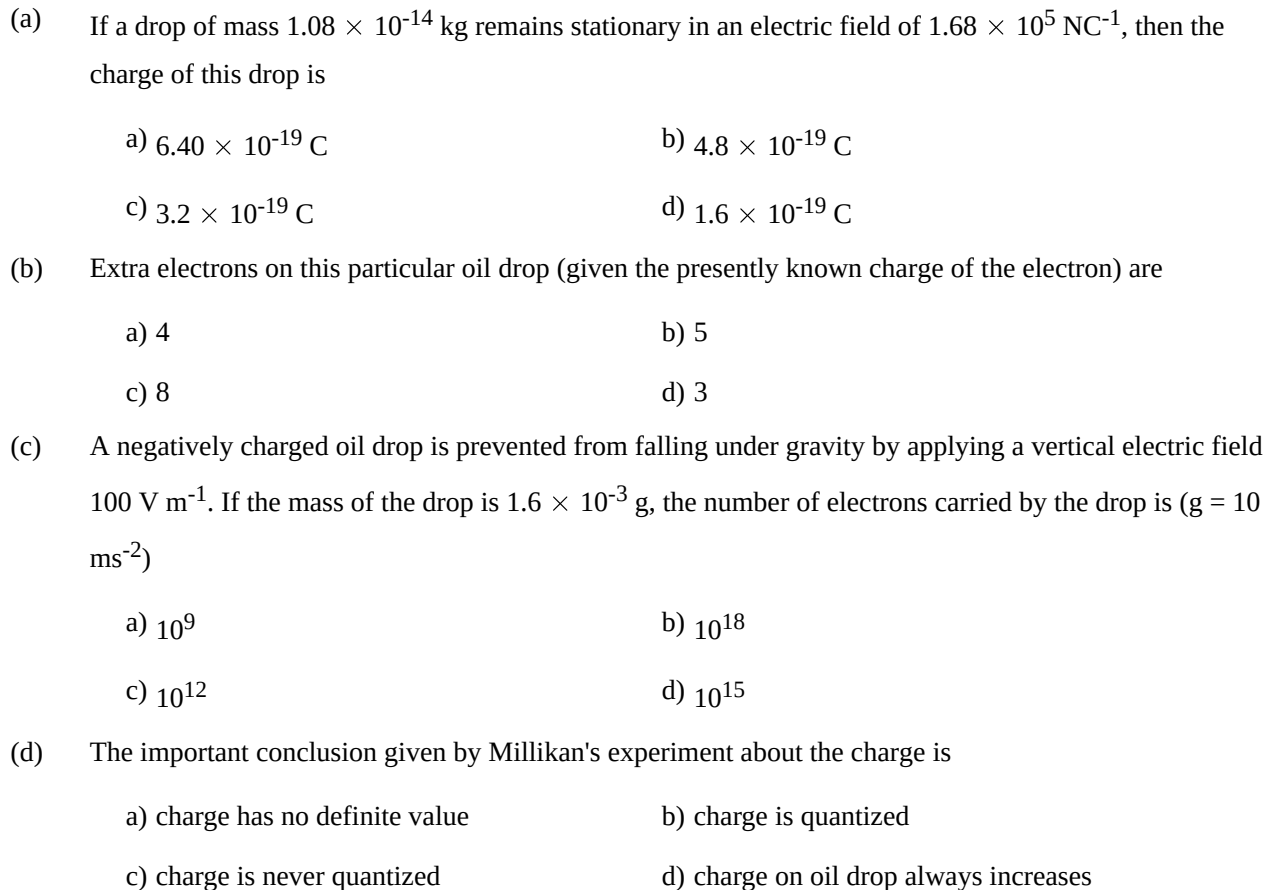 (a) If a drop of mass 1.08 × 10⁻¹⁴ kg remains stationary in an electric field of 1.68 × 10⁵ NC⁻¹, then the
charge of this drop is
a) 6.40 × 10⁻¹⁹ C b) 4.8 × 10⁻¹⁹ C
c) 3.2 × 10⁻¹⁹ C d) 1.6 × 10⁻¹⁹ C
(b) Extra electrons on this particular oil drop (given the presently known charge of the electron) are
a) 4 b) 5
c) 8 d) 3
(c) A negatively charged oil drop is prevented from falling under gravity by applying a vertical electric field
100 V m⁻¹. If the mass of the drop is 1.6 × 10⁻³ g, the number of electrons carried by the drop is (g = 10
ms⁻²)
a) 10⁹ b) 10¹⁸
c) 10¹² d) 10¹⁵
(d) The important conclusion given by Millikan's experiment about the charge is
a) charge has no definite value b) charge is quantized
c) charge is never quantized d) charge on oil drop always increases